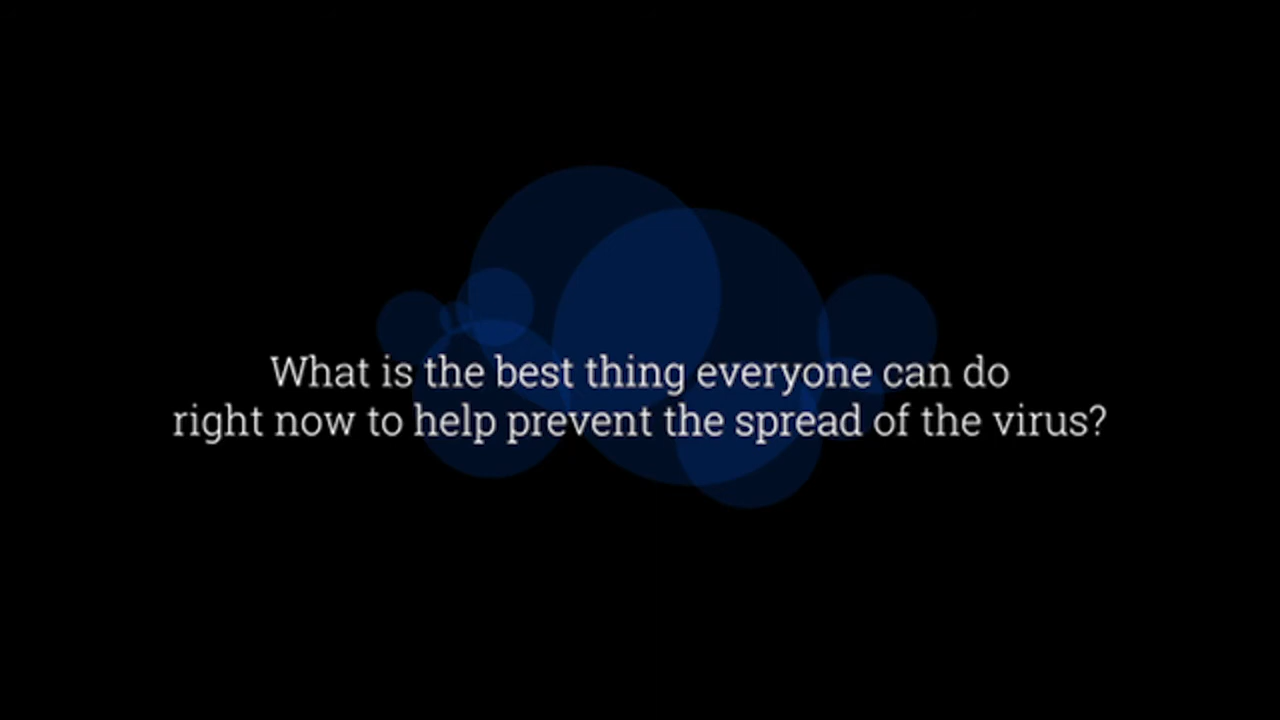 What is the best thing everyone can do
right now to help prevent the spread of the virus?